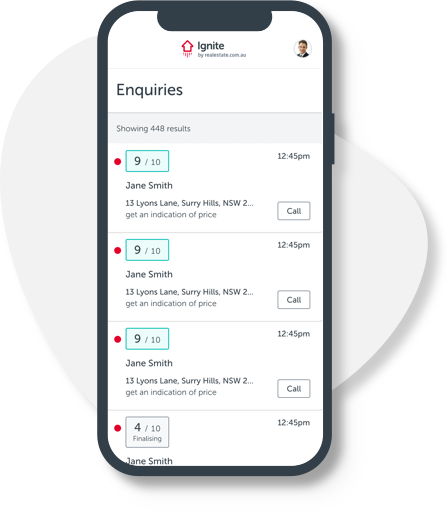 Ignite
by realestate.com.au
Enquiries
Showing 448 results
9 / 10
12:45pm
Jane Smith
13 Lyons Lane, Surry Hills, NSW 2...
get an indication of price
Call
9 / 10
12:45pm
Jane Smith
13 Lyons Lane, Surry Hills, NSW 2...
get an indication of price
Call
9 / 10
12:45pm
Jane Smith
13 Lyons Lane, Surry Hills, NSW 2...
get an indication of price
Call
4 / 10
Finalising
12:45pm
Jane Smith